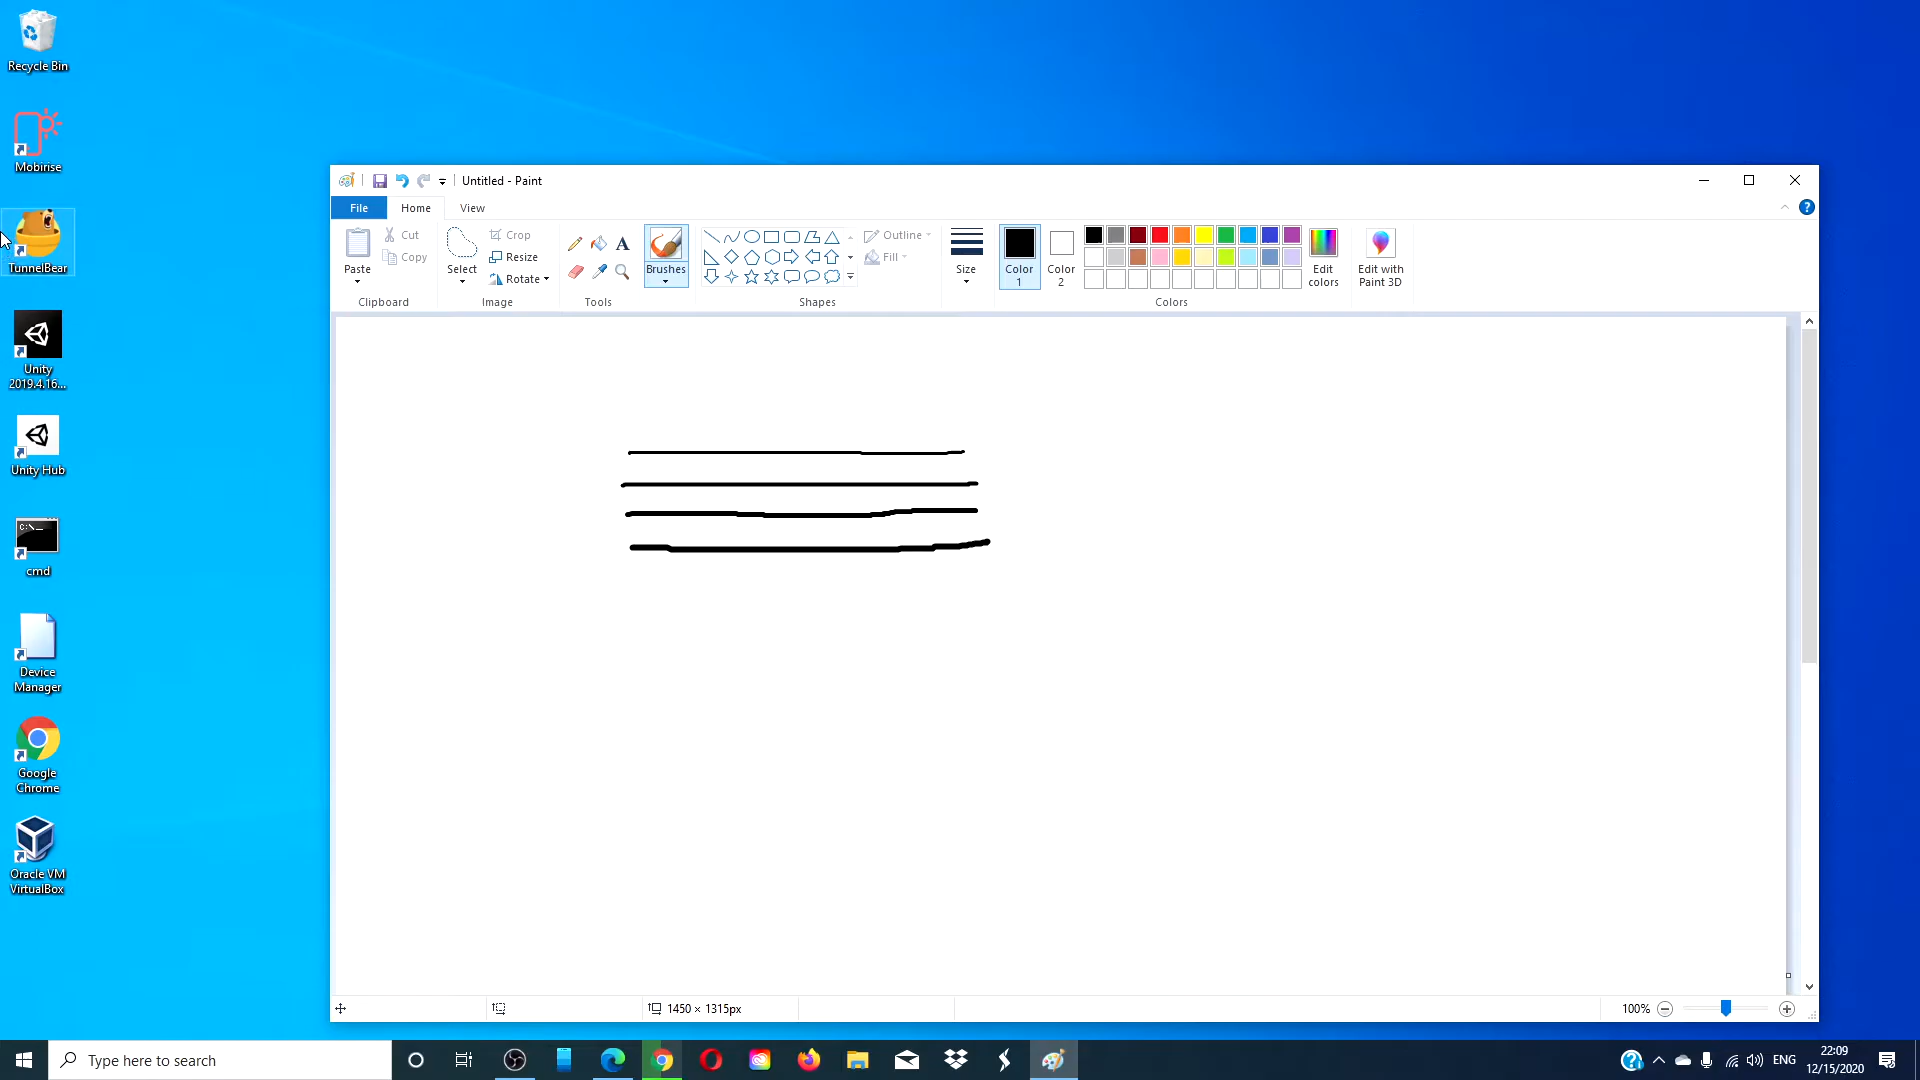 Recycle Bin
Mobirise
TunnelBear
Unity
2019.4.16...
Unity Hub
C:\_
cmd
Device
Manager
Google
Chrome
Oracle VM
VirtualBox
Untitled - Paint
File
Home
View
Paste
Cut
Copy
Clipboard
Select
Crop
Resize
Rotate
Image
A
Tools
Brushes
Shapes
Outline
Fill
Size
Color
1
Color
2
Edit
colors
Colors
Edit with
Paint 3D
?
1450 × 1315px
100%
Type here to search
?
ENG
22:09
12/15/2020